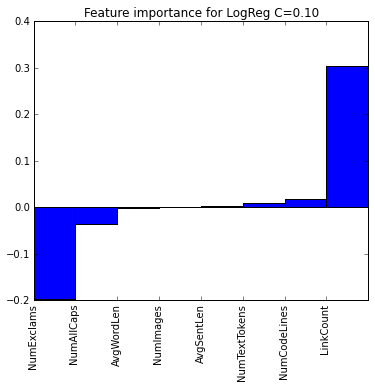 Feature importance for LogReg C=0.10
0.4
0.3
0.2
0.1
0.0
−0.1
−0.2
NumExclams
NumAllCaps
AvgWordLen
NumImages
AvgSentLen
NumTextTokens
NumCodeLines
LinkCount